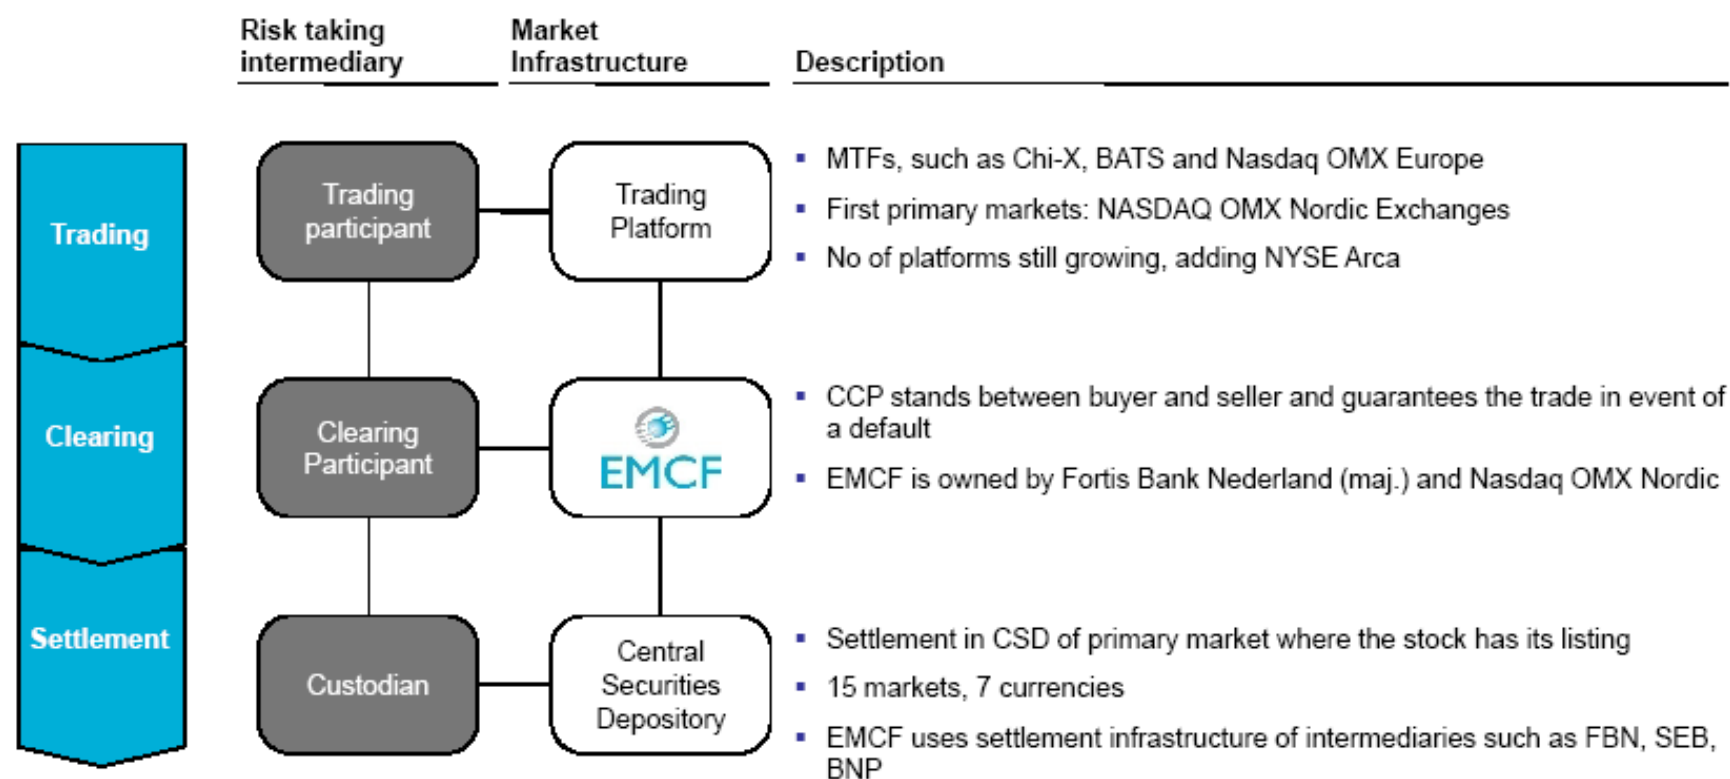 Risk taking
intermediary
Market
Infrastructure
Description
Trading
Trading
participant
Trading
Platform
▪ MTFs, such as Chi-X, BATS and Nasdaq OMX Europe
▪ First primary markets: NASDAQ OMX Nordic Exchanges
▪ No of platforms still growing, adding NYSE Arca
Clearing
Clearing
Participant
EMCF
▪ CCP stands between buyer and seller and guarantees the trade in event of
a default
▪ EMCF is owned by Fortis Bank Nederland (maj.) and Nasdaq OMX Nordic
Settlement
Custodian
Central
Securities
Depository
▪ Settlement in CSD of primary market where the stock has its listing
▪ 15 markets, 7 currencies
▪ EMCF uses settlement infrastructure of intermediaries such as FBN, SEB,
BNP